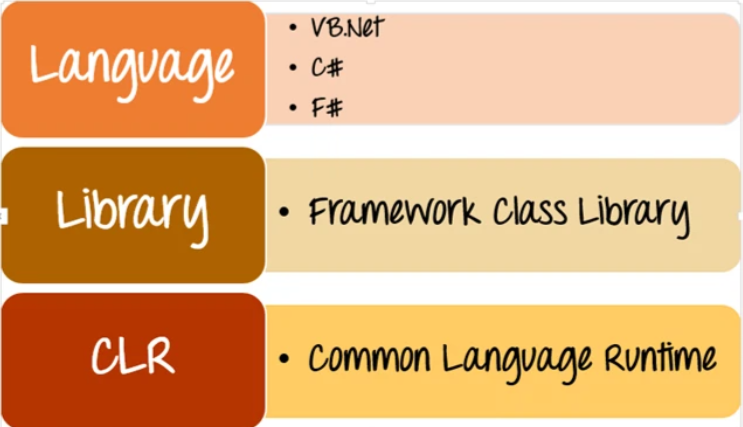 Language
• VB.Net
• C#
• F#
Library
• Framework Class Library
CLR
• Common Language Runtime